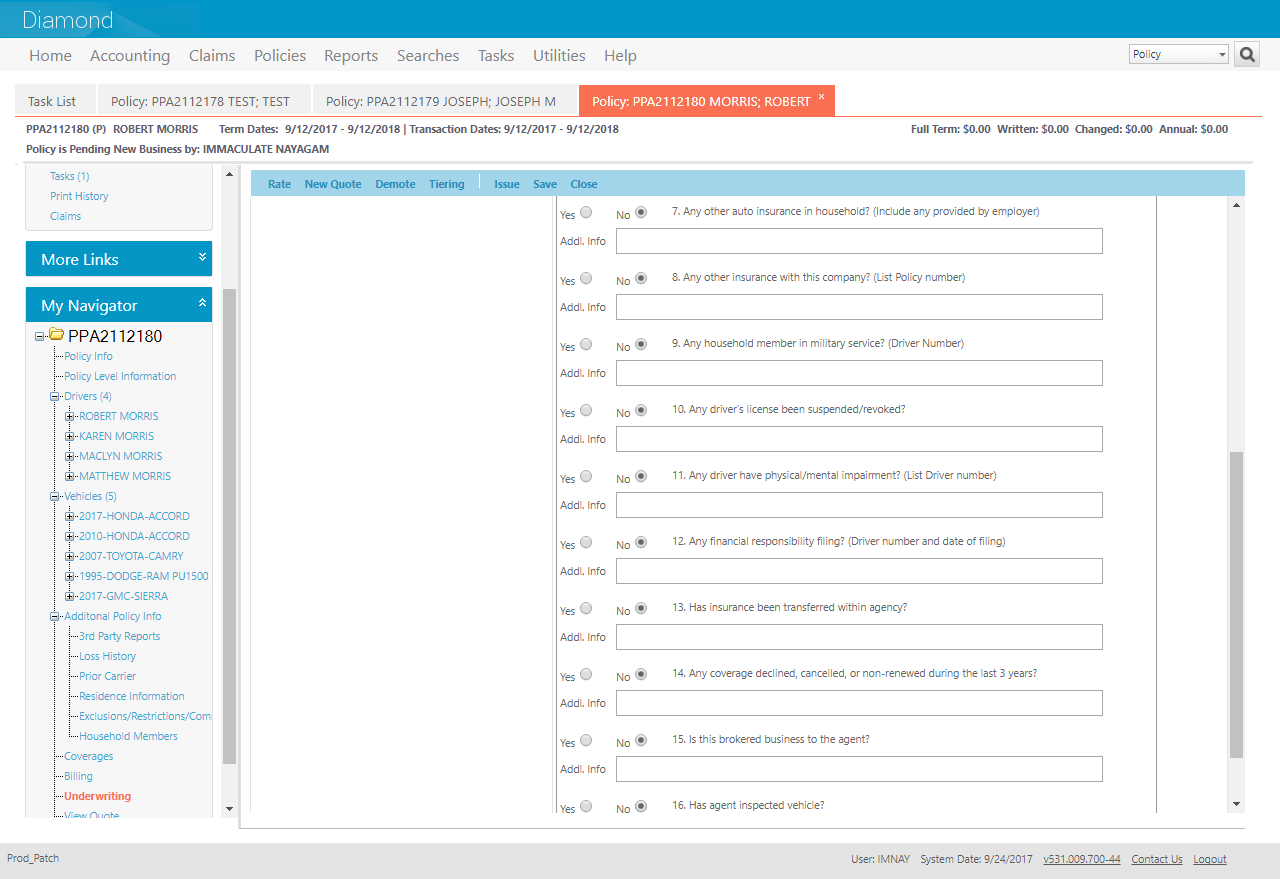 Diamond
Home Accounting Claims Policies Reports Searches Tasks Utilities Help Policy
Task List Policy: PPA2112178 TEST; TEST Policy: PPA2112179 JOSEPH; JOSEPH M Policy: PPA2112180 MORRIS; ROBERT x
PPA2112180 (P) ROBERT MORRIS Term Dates: 9/12/2017 - 9/12/2018 | Transaction Dates: 9/12/2017 - 9/12/2018 Full Term: $0.00 Written: $0.00 Changed: $0.00 Annual: $0.00
Policy is Pending New Business by: IMMACULATE NAYAGAM
Tasks (1)
Print History
Claims
More Links
My Navigator
PPA2112180
Policy Info
Policy Level Information
Drivers (4)
ROBERT MORRIS
KAREN MORRIS
MACLYN MORRIS
MATTHEW MORRIS
Vehicles (5)
2017-HONDA-ACCORD
2010-HONDA-ACCORD
2007-TOYOTA-CAMRY
1995-DODGE-RAM PU1500
2017-GMC-SIERRA
Additonal Policy Info
3rd Party Reports
Loss History
Prior Carrier
Residence Information
Exclusions/Restrictions/Com
Household Members
Coverages
Billing
Underwriting
View Quote
Rate New Quote Demote Tiering Issue Save Close
Yes No 7. Any other auto insurance in household? (Include any provided by employer)
Addl. Info
Yes No 8. Any other insurance with this company? (List Policy number)
Addl. Info
Yes No 9. Any household member in military service? (Driver Number)
Addl. Info
Yes No 10. Any driver's license been suspended/revoked?
Addl. Info
Yes No 11. Any driver have physical/mental impairment? (List Driver number)
Addl. Info
Yes No 12. Any financial responsibility filing? (Driver number and date of filing)
Addl. Info
Yes No 13. Has insurance been transferred within agency?
Addl. Info
Yes No 14. Any coverage declined, cancelled, or non-renewed during the last 3 years?
Addl. Info
Yes No 15. Is this brokered business to the agent?
Addl. Info
Yes No 16. Has agent inspected vehicle?
Prod_Patch User: IMNAY System Date: 9/24/2017 v531.009.700-44 Contact Us Logout